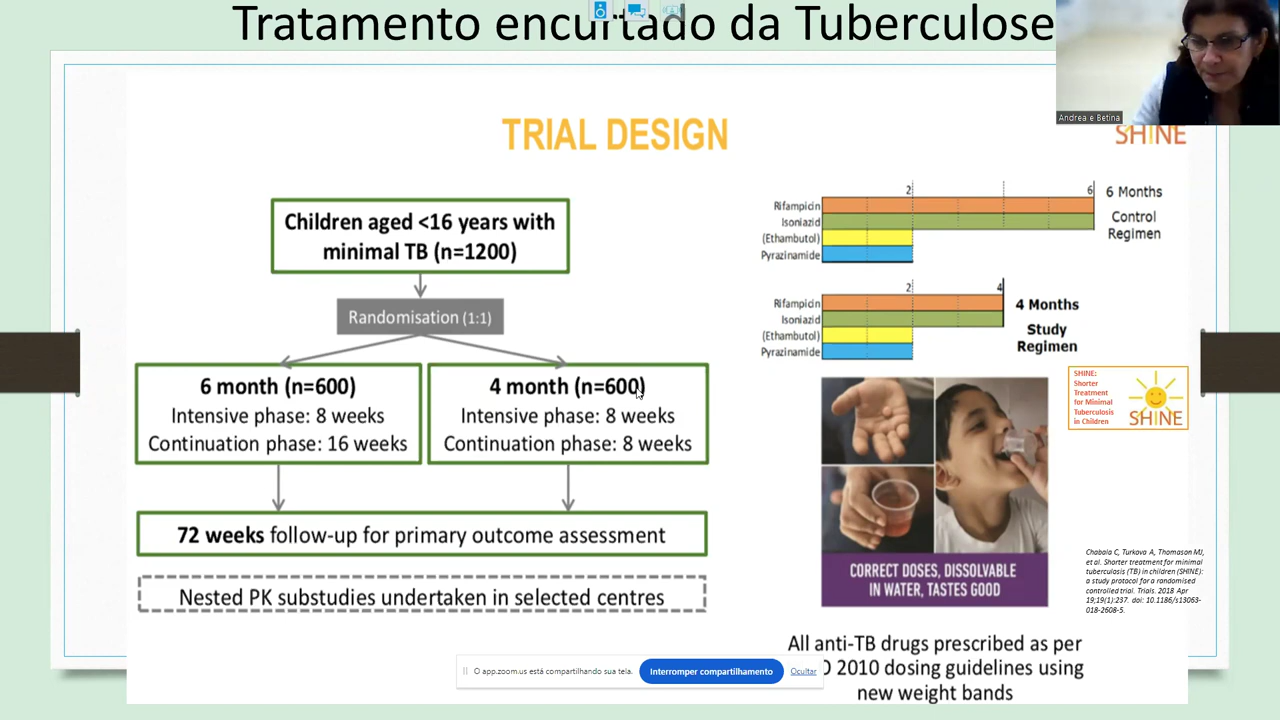 Tratamento encurtado da Tuberculose
Andrea e Betina
SHINE
TRIAL DESIGN
Children aged <16 years with
minimal TB (n=1200)
Randomisation (1:1)
6 month (n=600)
Intensive phase: 8 weeks
Continuation phase: 16 weeks
4 month (n=600)
Intensive phase: 8 weeks
Continuation phase: 8 weeks
72 weeks follow-up for primary outcome assessment
Nested PK substudies undertaken in selected centres
2
6
6 Months
Rifampicin
Isoniazid
Control
(Ethambutol)
Regimen
Pyrazinamide
2
4
Rifampicin
4 Months
Isoniazid
Study
(Ethambutol)
Regimen
Pyrazinamide
SHINE:
Shorter
Treatment
for Minimal
Tuberculosis
in Children
SHINE
CORRECT DOSES, DISSOLVABLE
IN WATER, TASTES GOOD
Chabala C, Turkova A, Thomason MJ,
et al. Shorter treatment for minimal
tuberculosis (TB) in children (SHINE):
a study protocol for a randomised
controlled trial. Trials. 2018 Apr
19;19(1):237. doi: 10.1186/s13063-
018-2608-5.
All anti-TB drugs prescribed as per
O 2010 dosing guidelines using
new weight bands
O app.zoom.us está compartilhando sua tela.
Interromper compartilhamento
Ocultar